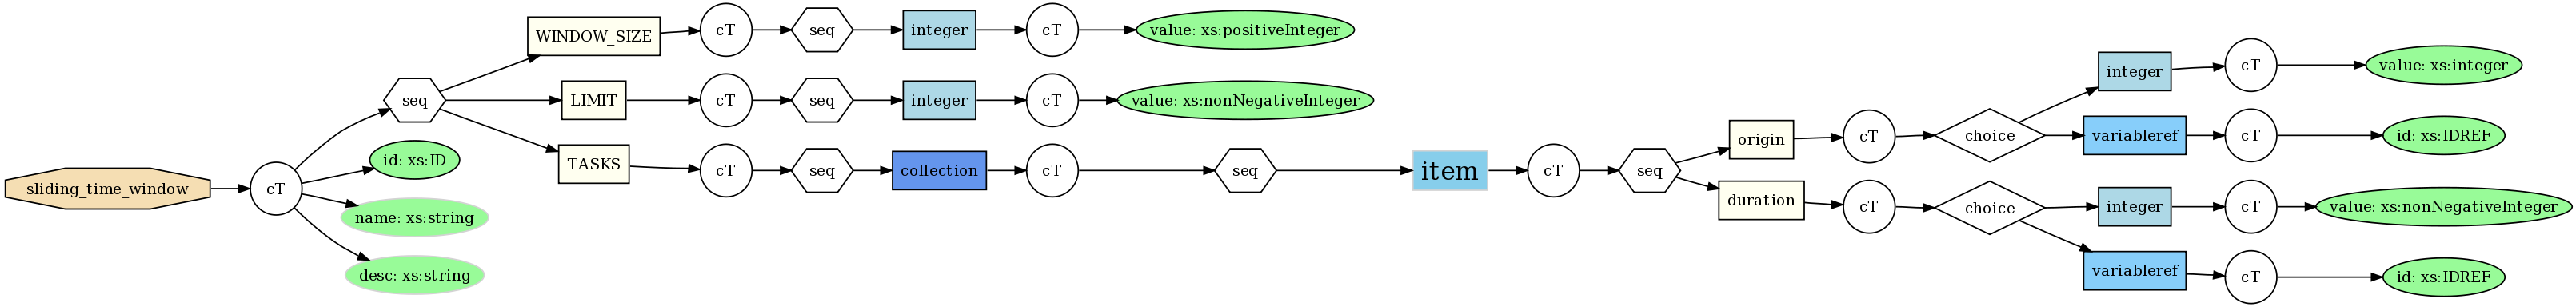 sliding_time_window
cT
seq
id: xs:ID
name: xs:string
desc: xs:string
WINDOW_SIZE
cT
seq
integer
cT
value: xs:positiveInteger
LIMIT
cT
seq
integer
cT
value: xs:nonNegativeInteger
TASKS
cT
seq
collection
cT
seq
item
cT
seq
origin
cT
choice
integer
cT
value: xs:integer
variableref
cT
id: xs:IDREF
duration
cT
choice
integer
cT
value: xs:nonNegativeInteger
variableref
cT
id: xs:IDREF